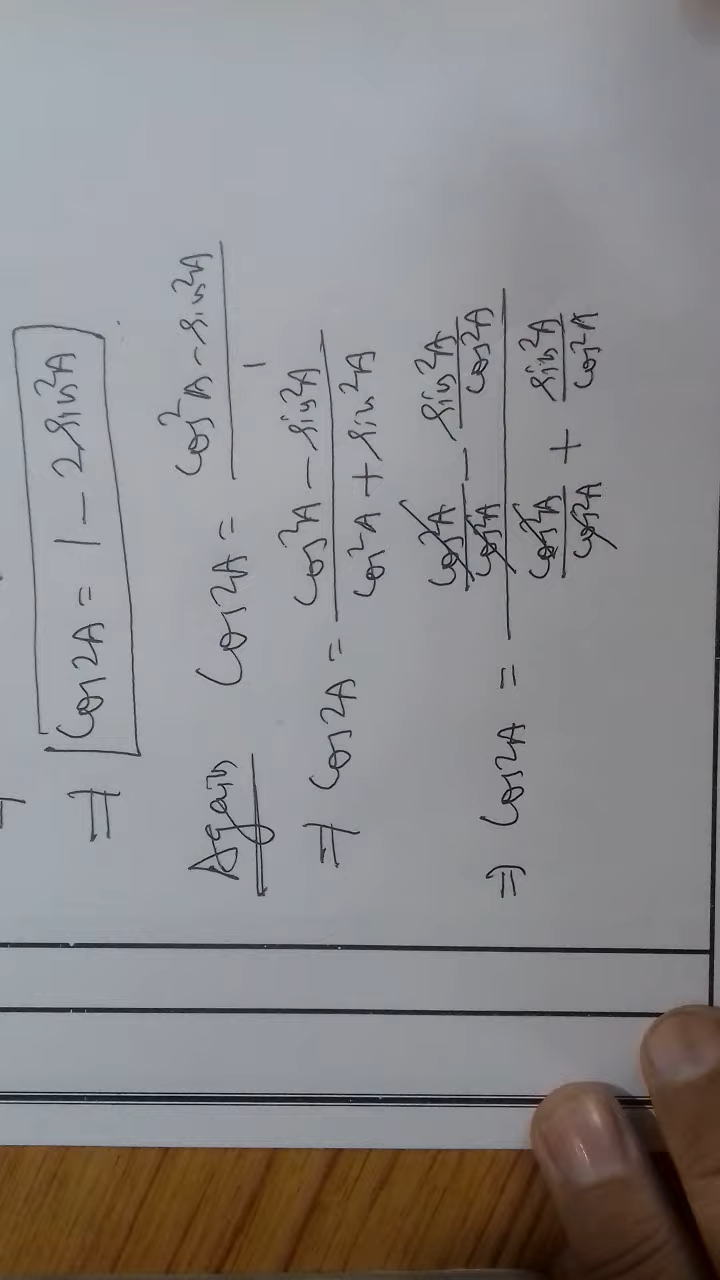 ⇒ cos2A = 1 - 2sin²A
Again cos2A = (cos²A - sin²A) / 1
⇒ cos2A = (cos²A - sin²A) / (cos²A + sin²A)
⇒ cos2A = (cos²A/cos²A - sin²A/cos²A) / (cos²A/cos²A + sin²A/cos²A)